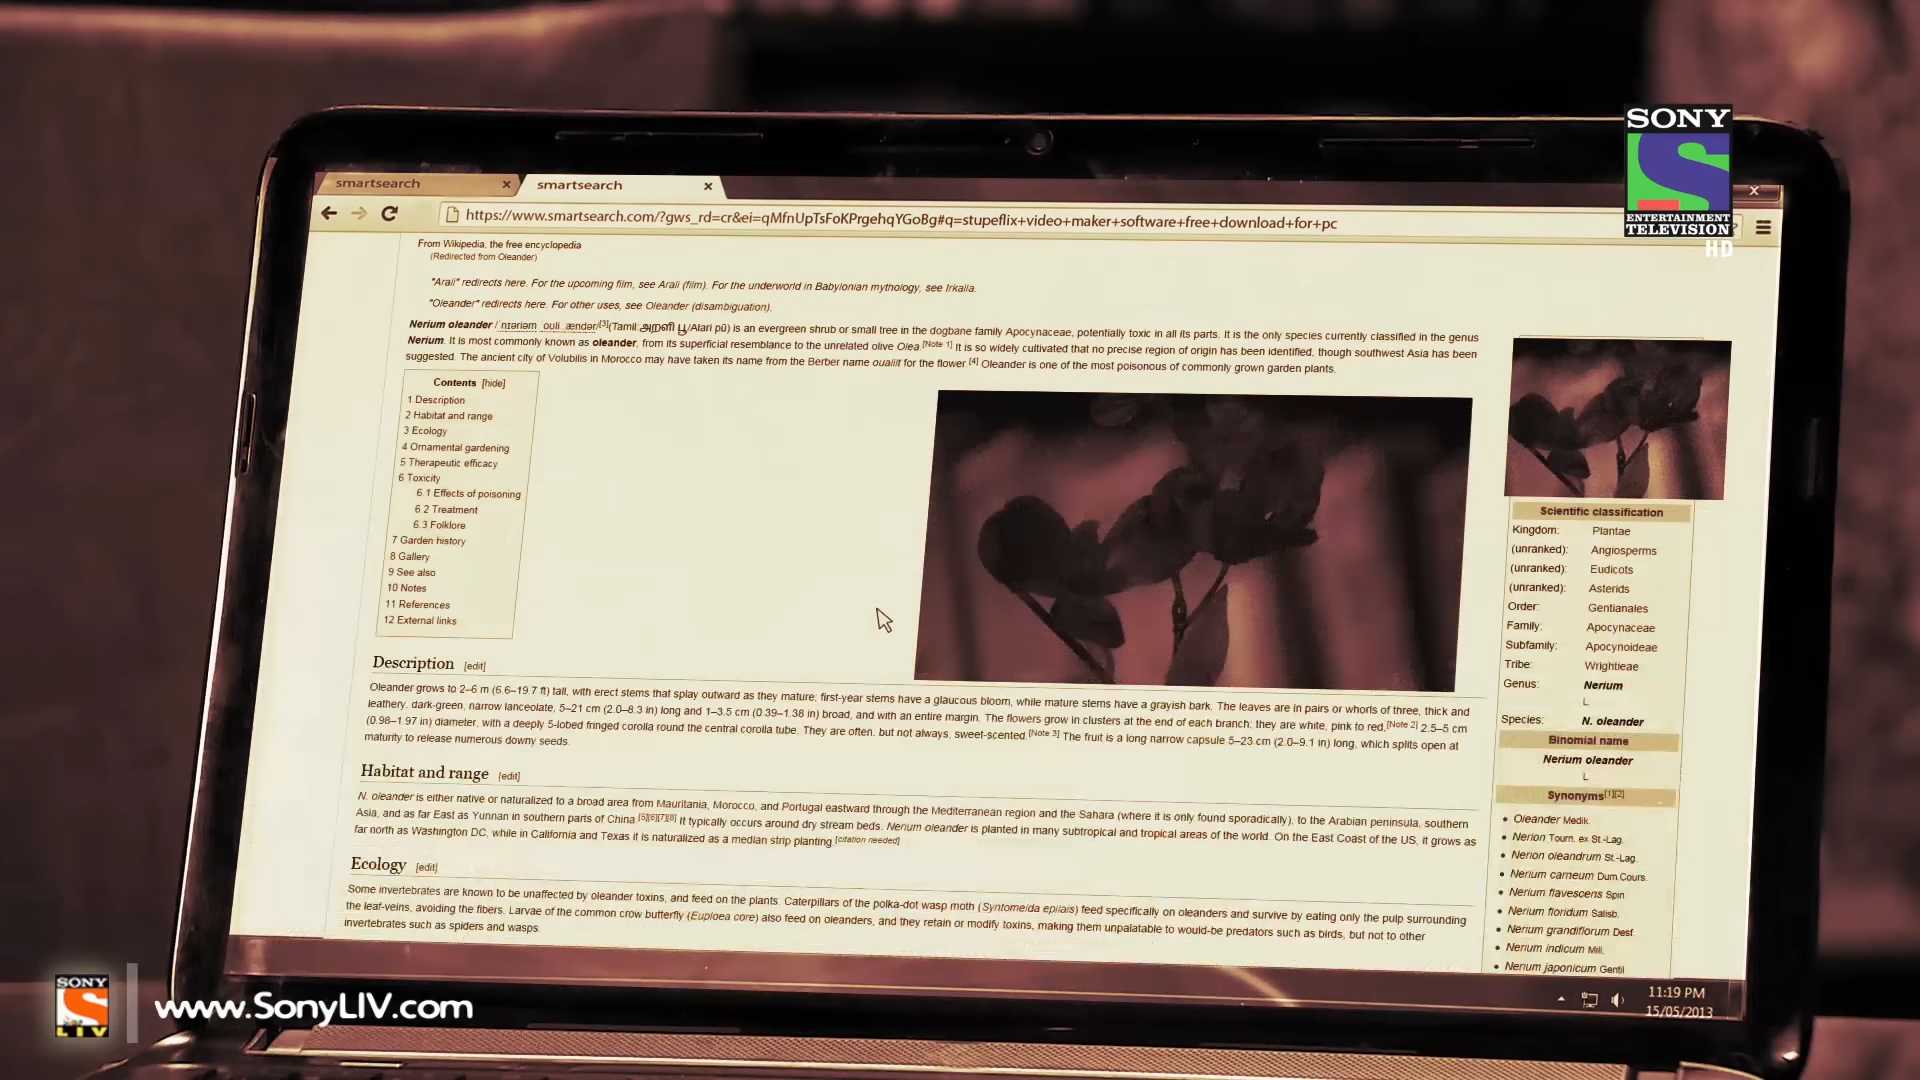 SONY
ENTERTAINMENT
TELEVISION
HD
smartsearch
smartsearch
https://www.smartsearch.com/?gws_rd=cr&ei=qMfnUpTsFoKPrgehqYGoBg#q=stupeflix+video+maker+software+free+download+for+pc
From Wikipedia, the free encyclopedia
(Redirected from Oleander)
"Arali" redirects here. For the upcoming film, see Arali (film). For the underworld in Babylonian mythology, see Irkalla.
"Oleander" redirects here. For other uses, see Oleander (disambiguation).
Nerium oleander /ˈnɪəriəm ˈoʊliː.ændər/[3](Tamil:அறளி பூ/Alari pū) is an evergreen shrub or small tree in the dogbane family Apocynaceae, potentially toxic in all its parts. It is the only species currently classified in the genus
Nerium. It is most commonly known as oleander, from its superficial resemblance to the unrelated olive Olea.[Note 1] It is so widely cultivated that no precise region of origin has been identified, though southwest Asia has been
suggested. The ancient city of Volubilis in Morocco may have taken its name from the Berber name oualilt for the flower.[4] Oleander is one of the most poisonous of commonly grown garden plants.
Contents [hide]
1 Description
2 Habitat and range
3 Ecology
4 Ornamental gardening
5 Therapeutic efficacy
6 Toxicity
6.1 Effects of poisoning
6.2 Treatment
6.3 Folklore
7 Garden history
8 Gallery
9 See also
10 Notes
11 References
12 External links
Description [edit]
Oleander grows to 2–6 m (6.6–19.7 ft) tall, with erect stems that splay outward as they mature; first-year stems have a glaucous bloom, while mature stems have a grayish bark. The leaves are in pairs or whorls of three, thick and
leathery, dark-green, narrow lanceolate, 5–21 cm (2.0–8.3 in) long and 1–3.5 cm (0.39–1.38 in) broad, and with an entire margin. The flowers grow in clusters at the end of each branch; they are white, pink to red,[Note 2] 2.5–5 cm
(0.98–1.97 in) diameter, with a deeply 5-lobed fringed corolla round the central corolla tube. They are often, but not always, sweet-scented.[Note 3] The fruit is a long narrow capsule 5–23 cm (2.0–9.1 in) long, which splits open at
maturity to release numerous downy seeds.
Habitat and range [edit]
N. oleander is either native or naturalized to a broad area from Mauritania, Morocco, and Portugal eastward through the Mediterranean region and the Sahara (where it is only found sporadically), to the Arabian peninsula, southern
Asia, and as far East as Yunnan in southern parts of China.[5][6][7][8] It typically occurs around dry stream beds. Nerium oleander is planted in many subtropical and tropical areas of the world. On the East Coast of the US, it grows as
far north as Washington DC, while in California and Texas it is naturalized as a median strip planting.[citation needed]
Ecology [edit]
Some invertebrates are known to be unaffected by oleander toxins, and feed on the plants. Caterpillars of the polka-dot wasp moth (Syntomeida epilais) feed specifically on oleanders and survive by eating only the pulp surrounding
the leaf-veins, avoiding the fibers. Larvae of the common crow butterfly (Euploea core) also feed on oleanders, and they retain or modify toxins, making them unpalatable to would-be predators such as birds, but not to other
invertebrates such as spiders and wasps.
Scientific classification
Kingdom: Plantae
(unranked): Angiosperms
(unranked): Eudicots
(unranked): Asterids
Order: Gentianales
Family: Apocynaceae
Subfamily: Apocynoideae
Tribe: Wrightieae
Genus: Nerium
L.
Species: N. oleander
Binomial name
Nerium oleander
L.
Synonyms[1][2]
Oleander Medik.
Nerion Tourn. ex St.-Lag.
Nerion oleandrum St.-Lag.
Nerium carneum Dum.Cours.
Nerium flavescens Spin
Nerium floridum Salisb.
Nerium grandiflorum Desf.
Nerium indicum Mill.
Nerium japonicum Gentil
11:19 PM
15/05/2013
SONY
LIV
www.SonyLIV.com